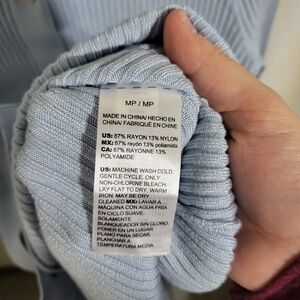 MP / MP
MADE IN CHINA/HECHO EN
CHINA/ FABRIQUÉ EN CHINE
US: 87% RAYON 13% NYLON
MX: 87% rayón 13% poliamida
CA: 87% RAYONNE 13%
POLYAMIDE
US: MACHINE WASH COLD,
GENTLE CYCLE. ONLY
NON-CHLORINE BLEACH.
LAY FLAT TO DRY. WARM
IRON. MAY BE DRY
CLEANED MX: LAVAR A
MÁQUINA CON AGUA FRÍA
EN CICLO SUAVE.
SOLAMENTE
BLANQUEADOR SIN CLORO.
PONER EN UN LUGAR
PLANO PARA SECAR.
PLANCHAR A
TEMPERATURA MEDIA.